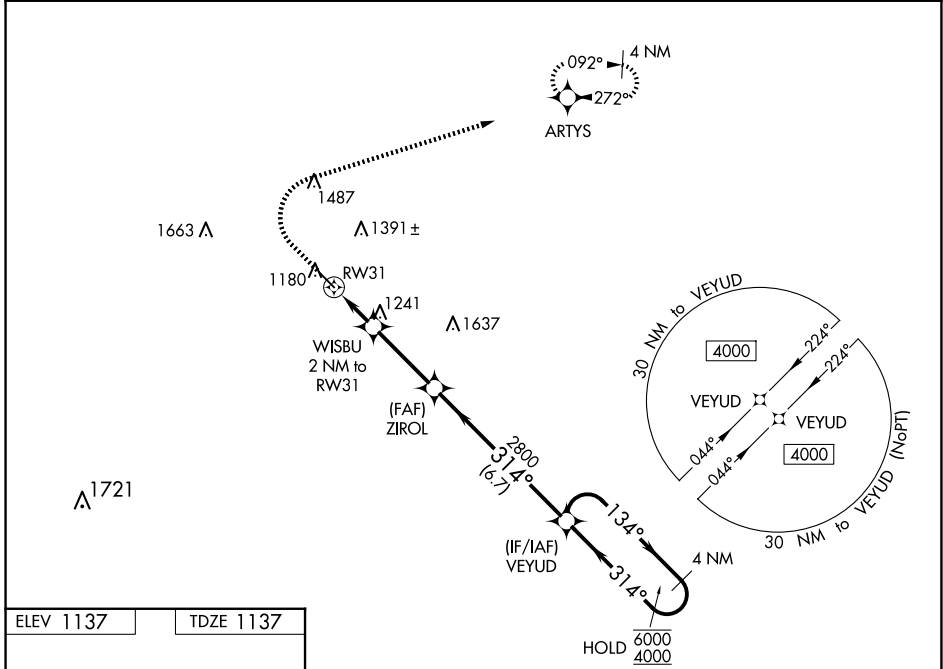 092°
4 NM
272°
ARTYS
1487
1663
1391 ±
1180
RW31
1241
1637
WISBU
2 NM to
RW31
(FAF)
ZIROL
2800
314°
(6.7)
1721
(IF/IAF)
VEYUD
134°
314°
4 NM
HOLD
6000
4000
30 NM to VEYUD
4000
224°
224°
VEYUD
VEYUD
044°
044°
4000
30 NM to VEYUD (NoPT)
ELEV 1137
TDZE 1137